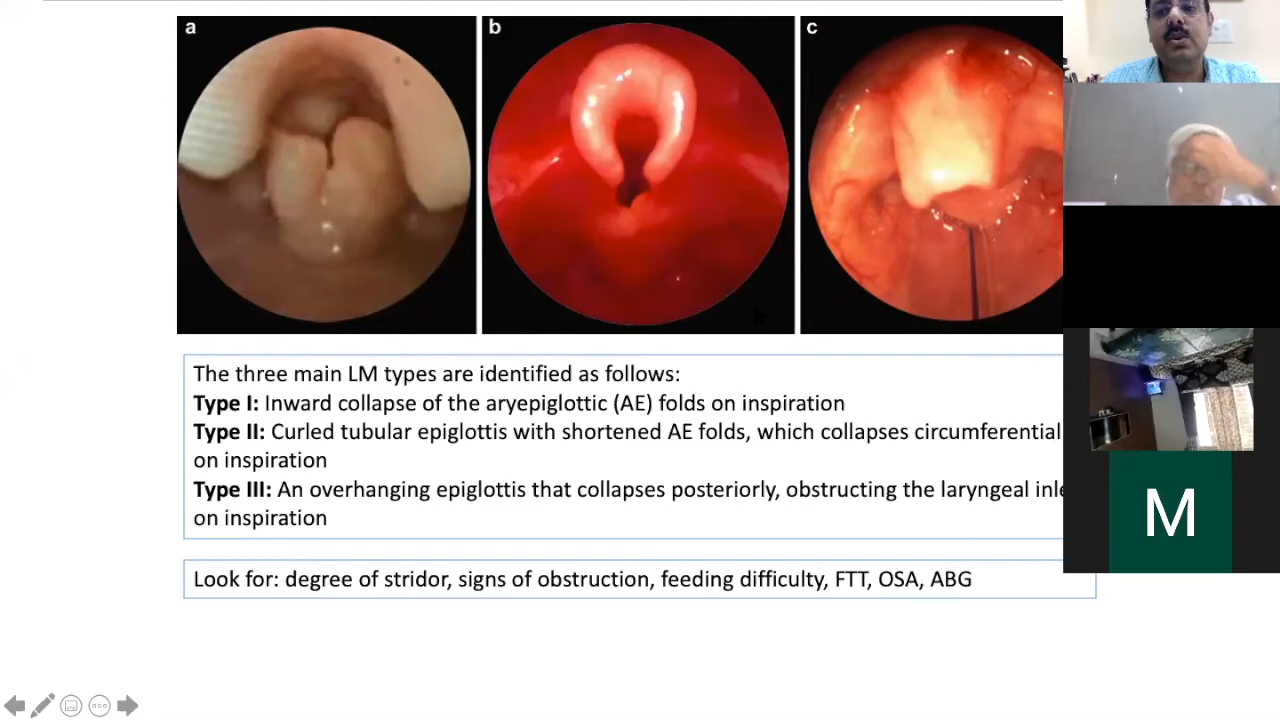 a b c
The three main LM types are identified as follows:
Type I: Inward collapse of the aryepiglottic (AE) folds on inspiration
Type II: Curled tubular epiglottis with shortened AE folds, which collapses circumferential
on inspiration
Type III: An overhanging epiglottis that collapses posteriorly, obstructing the laryngeal
on inspiration
Look for: degree of stridor, signs of obstruction, feeding difficulty, FTT, OSA, ABG
M